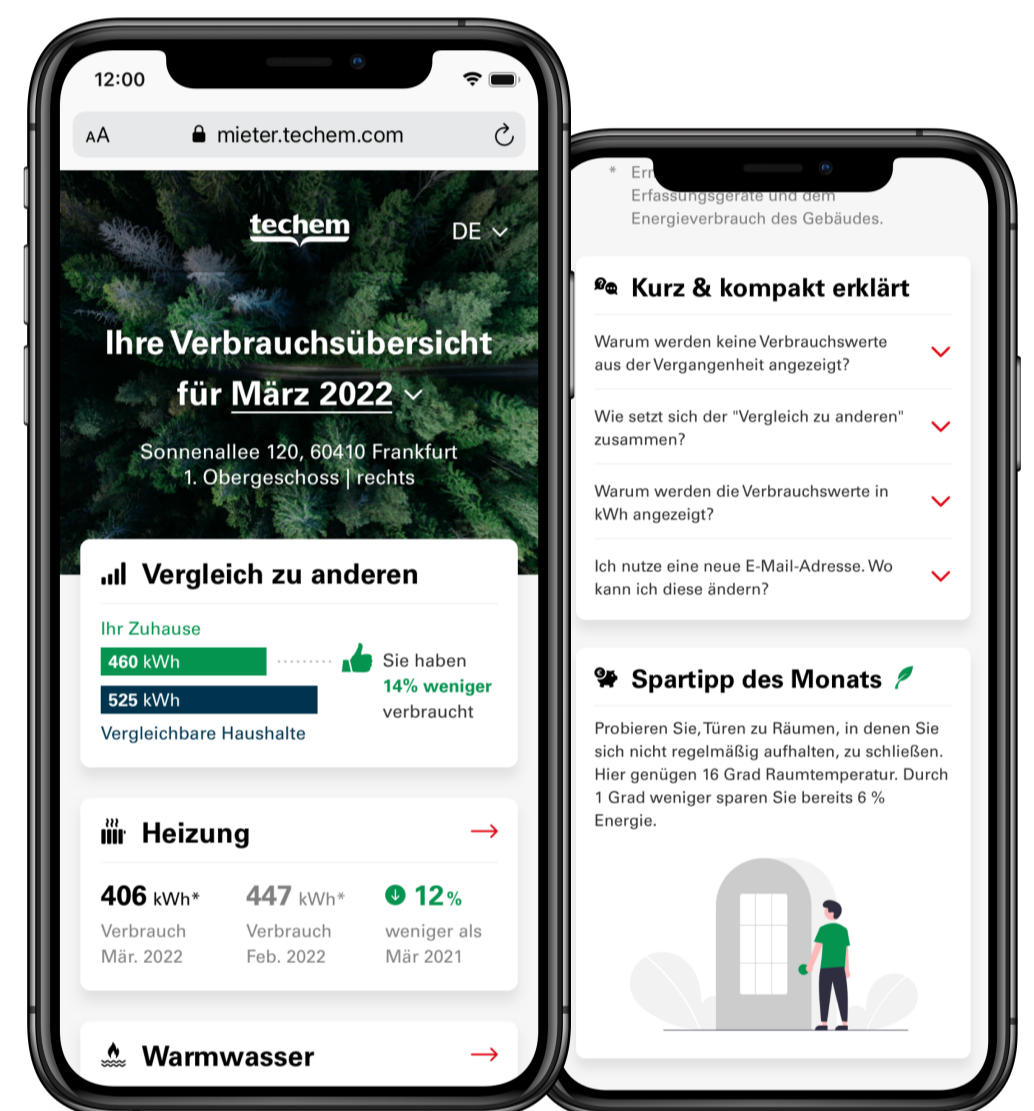 12:00
AA mieter.techem.com
techem
DE
Ihre Verbrauchsübersicht
für März 2022
Sonnenallee 120, 60410 Frankfurt
1. Obergeschoss | rechts
Vergleich zu anderen
Ihr Zuhause
460 kWh
525 kWh
Vergleichbare Haushalte
Sie haben
14% weniger
verbraucht
Heizung
406 kWh*
Verbrauch
Mär. 2022
447 kWh*
Verbrauch
Feb. 2022
12%
weniger als
Mär 2021
Warmwasser
*
Erfassungsgeräte und dem
Energieverbrauch des Gebäudes.
Kurz & kompakt erklärt
Warum werden keine Verbrauchswerte
aus der Vergangenheit angezeigt?
Wie setzt sich der "Vergleich zu anderen"
zusammen?
Warum werden die Verbrauchswerte in
kWh angezeigt?
Ich nutze eine neue E-Mail-Adresse. Wo
kann ich diese ändern?
Spartipp des Monats
Probieren Sie, Türen zu Räumen, in denen Sie
sich nicht regelmäßig aufhalten, zu schließen.
Hier genügen 16 Grad Raumtemperatur. Durch
1 Grad weniger sparen Sie bereits 6 %
Energie.